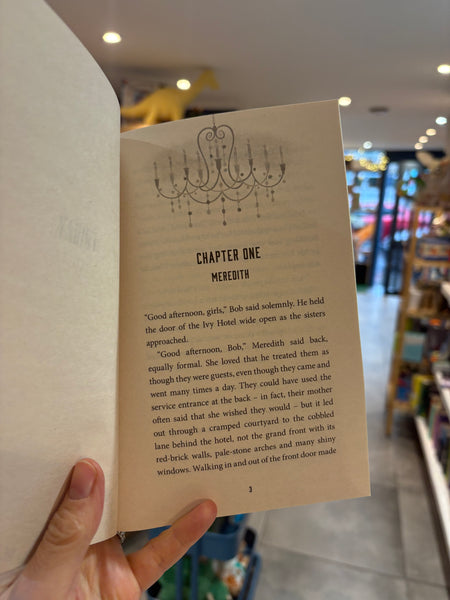 CHAPTER ONE
MEREDITH
“Good afternoon, girls,” Bob said solemnly. He held
the door of the Ivy Hotel wide open as the sisters
approached.
“Good afternoon, Bob,” Meredith said back,
equally formal. She loved that he treated them as
though they were guests, even though they came and
went many times a day. They could have used the
service entrance at the back – in fact, their mother
often said that she wished they would – but it led
out through a cramped courtyard to the cobbled
lane behind the hotel, not the grand front with its
red-brick walls, pale-stone arches and many shiny
windows. Walking in and out of the front door made
3